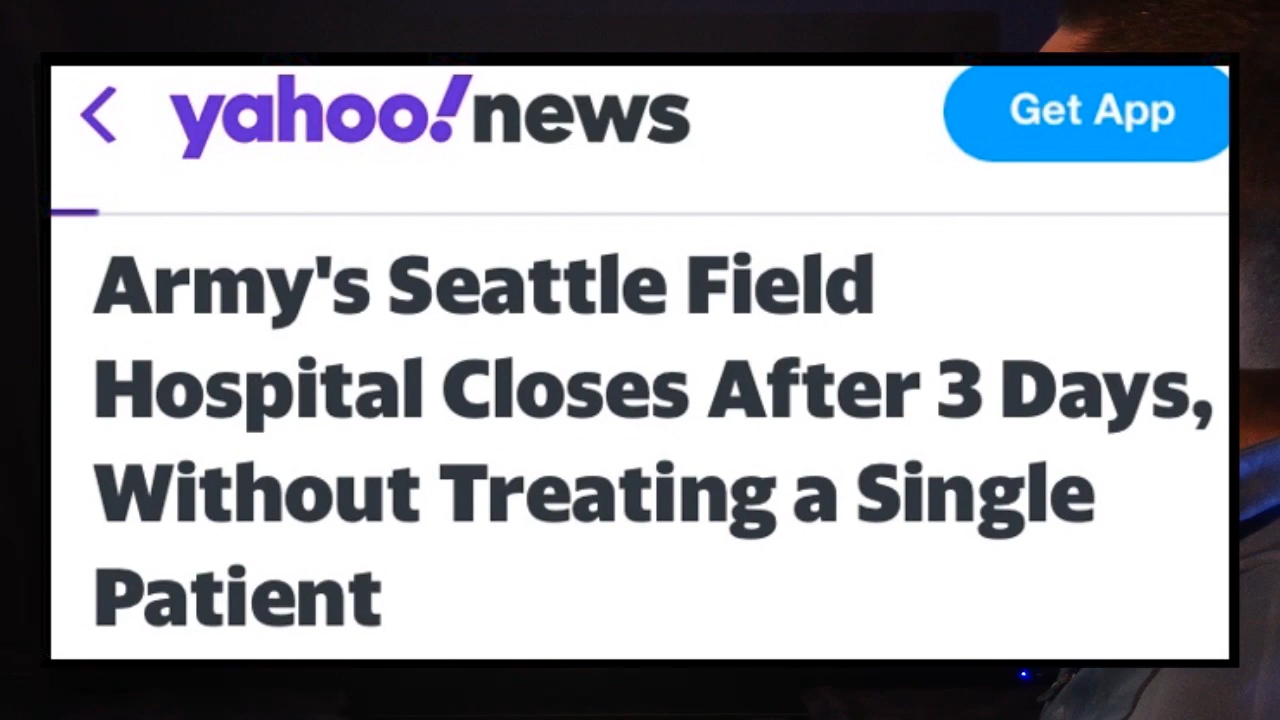 yahoo!news
Get App
Army's Seattle Field
Hospital Closes After 3 Days,
Without Treating a Single
Patient